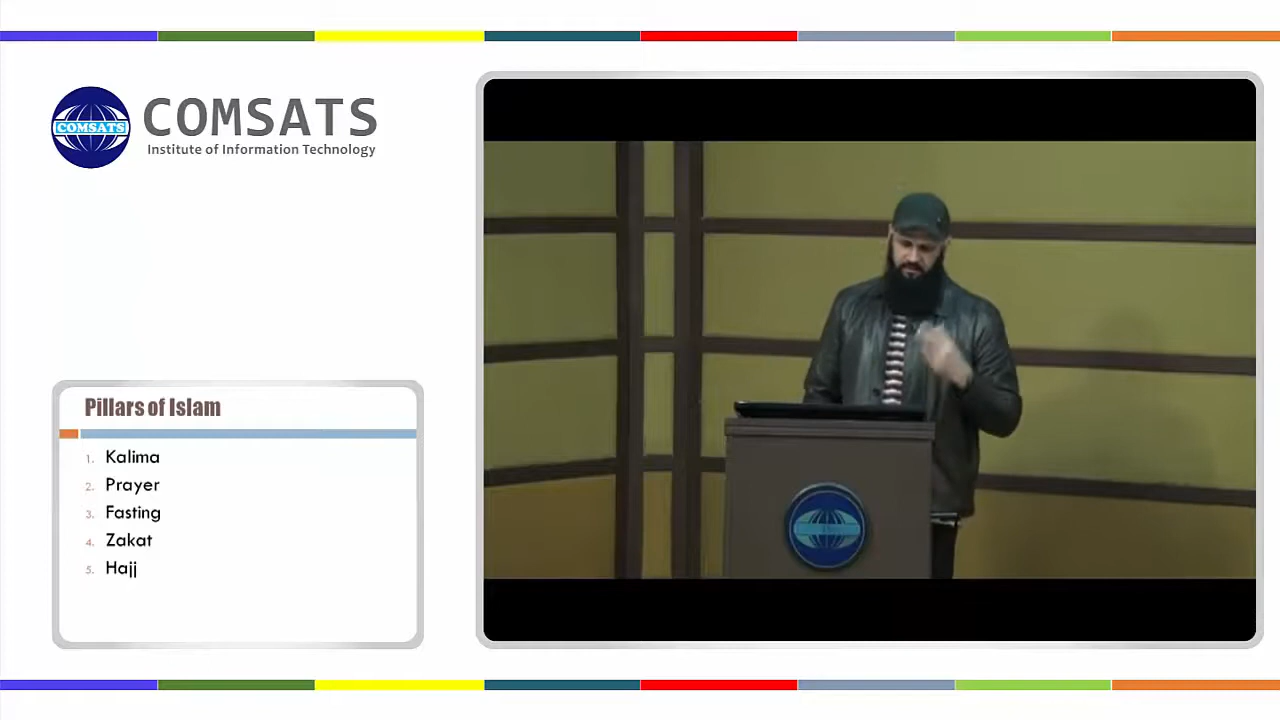 COMSATS
COMSATS
Institute of Information Technology
Pillars of Islam
1. Kalima
2. Prayer
3. Fasting
4. Zakat
5. Hajj